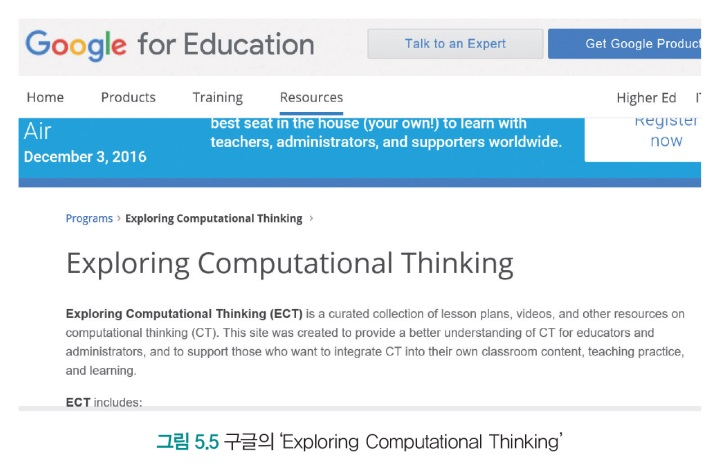 Google for Education
Talk to an Expert
Get Google Product
Home Products Training Resources Higher Ed
Air
best seat in the house (your own!) to learn with
Register
December 3, 2016
teachers, administrators, and supporters worldwide.
now
Programs > Exploring Computational Thinking >
Exploring Computational Thinking
Exploring Computational Thinking (ECT) is a curated collection of lesson plans, videos, and other resources on
computational thinking (CT). This site was created to provide a better understanding of CT for educators and
administrators, and to support those who want to integrate CT into their own classroom content, teaching practice,
and learning.
ECT includes:
그림 5.5 구글의 ‘Exploring Computational Thinking’